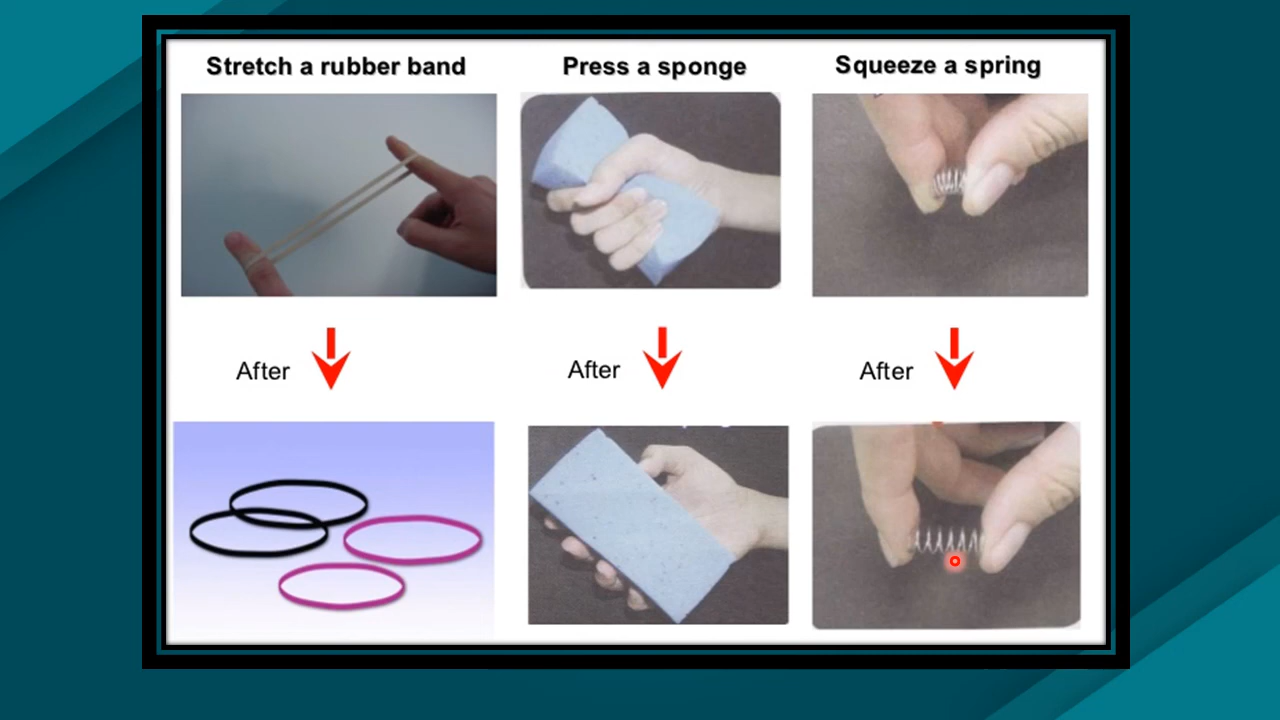 Stretch a rubber band
Press a sponge
Squeeze a spring
After
After
After